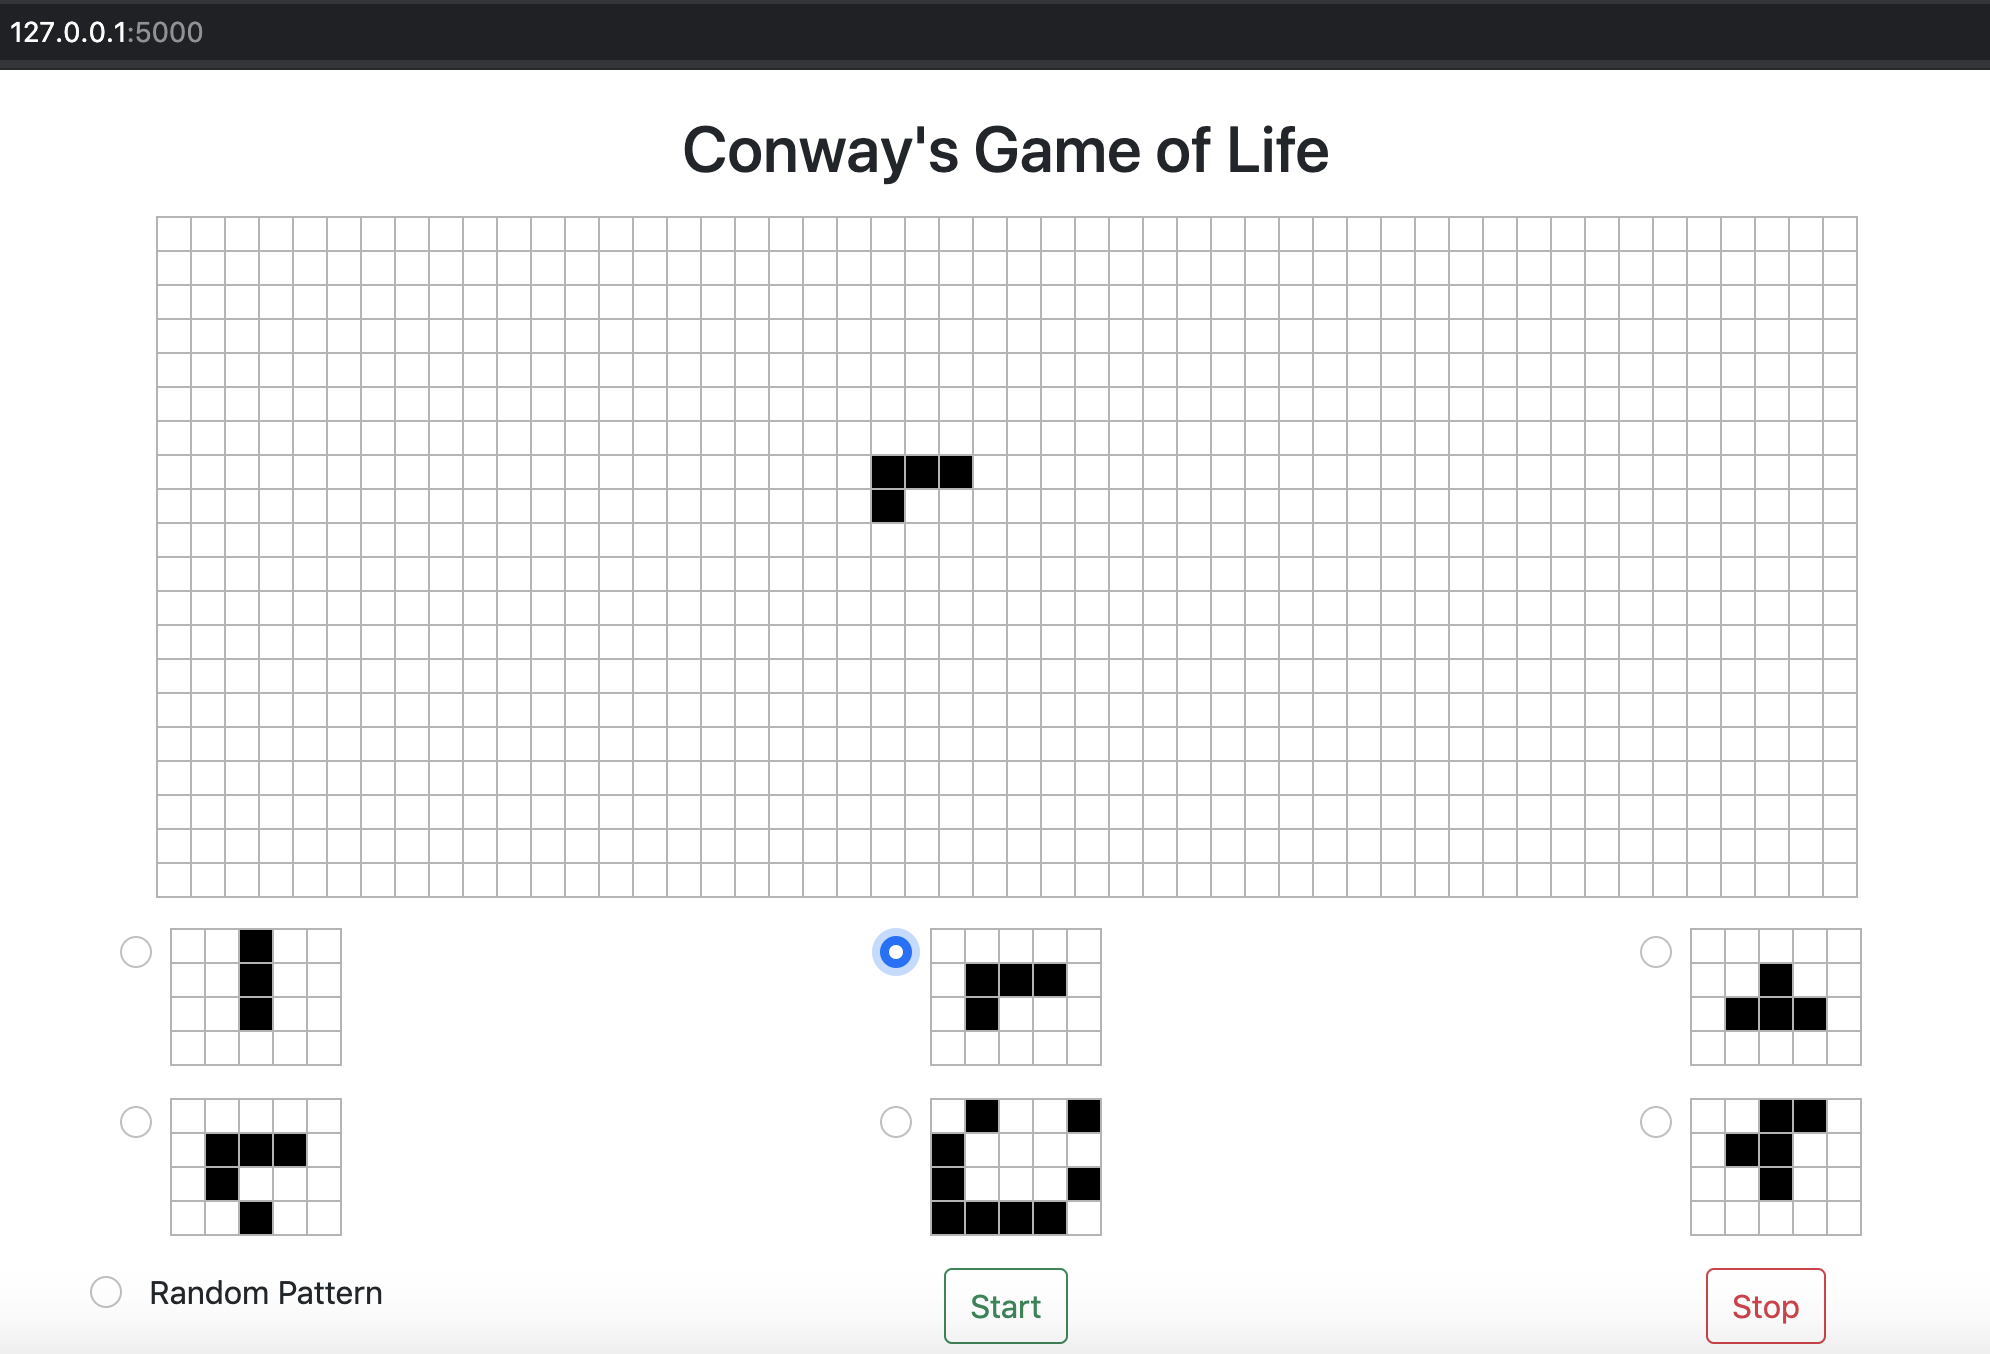 127.0.0.1:5000
Conway's Game of Life
Random Pattern
Start
Stop